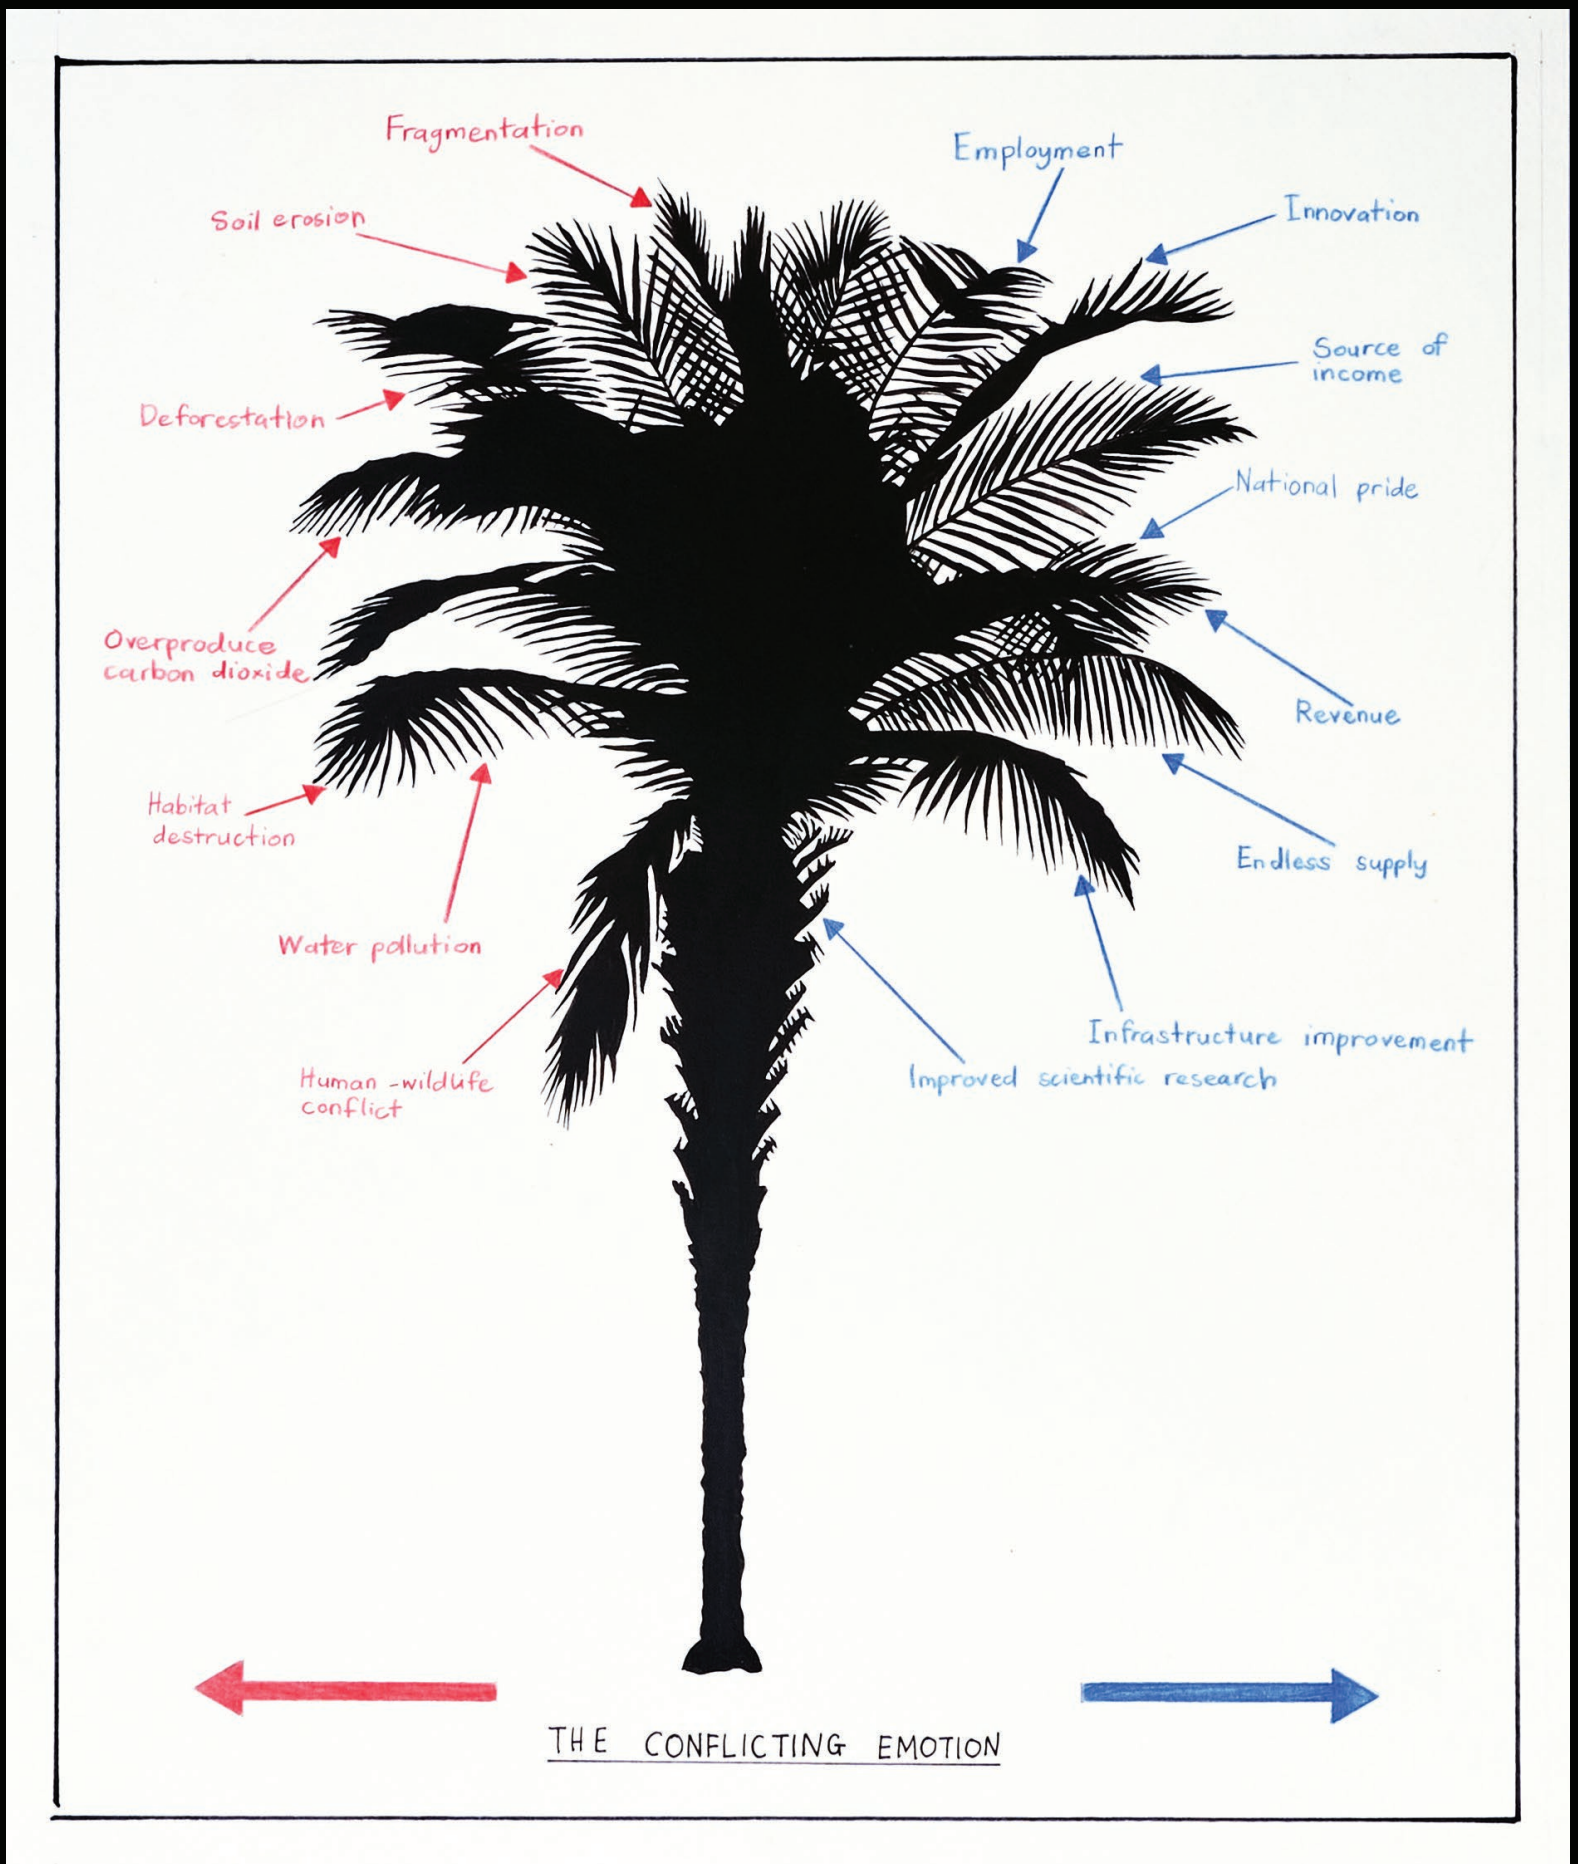 Fragmentation
Soil erosion
Deforestation
Overproduce
carbon dioxide
Habitat
destruction
Water pollution
Human-wildlife
conflict
Employment
Innovation
Source of
income
National pride
Revenue
Endless supply
Infrastructure improvement
Improved scientific research
THE CONFLICTING EMOTION